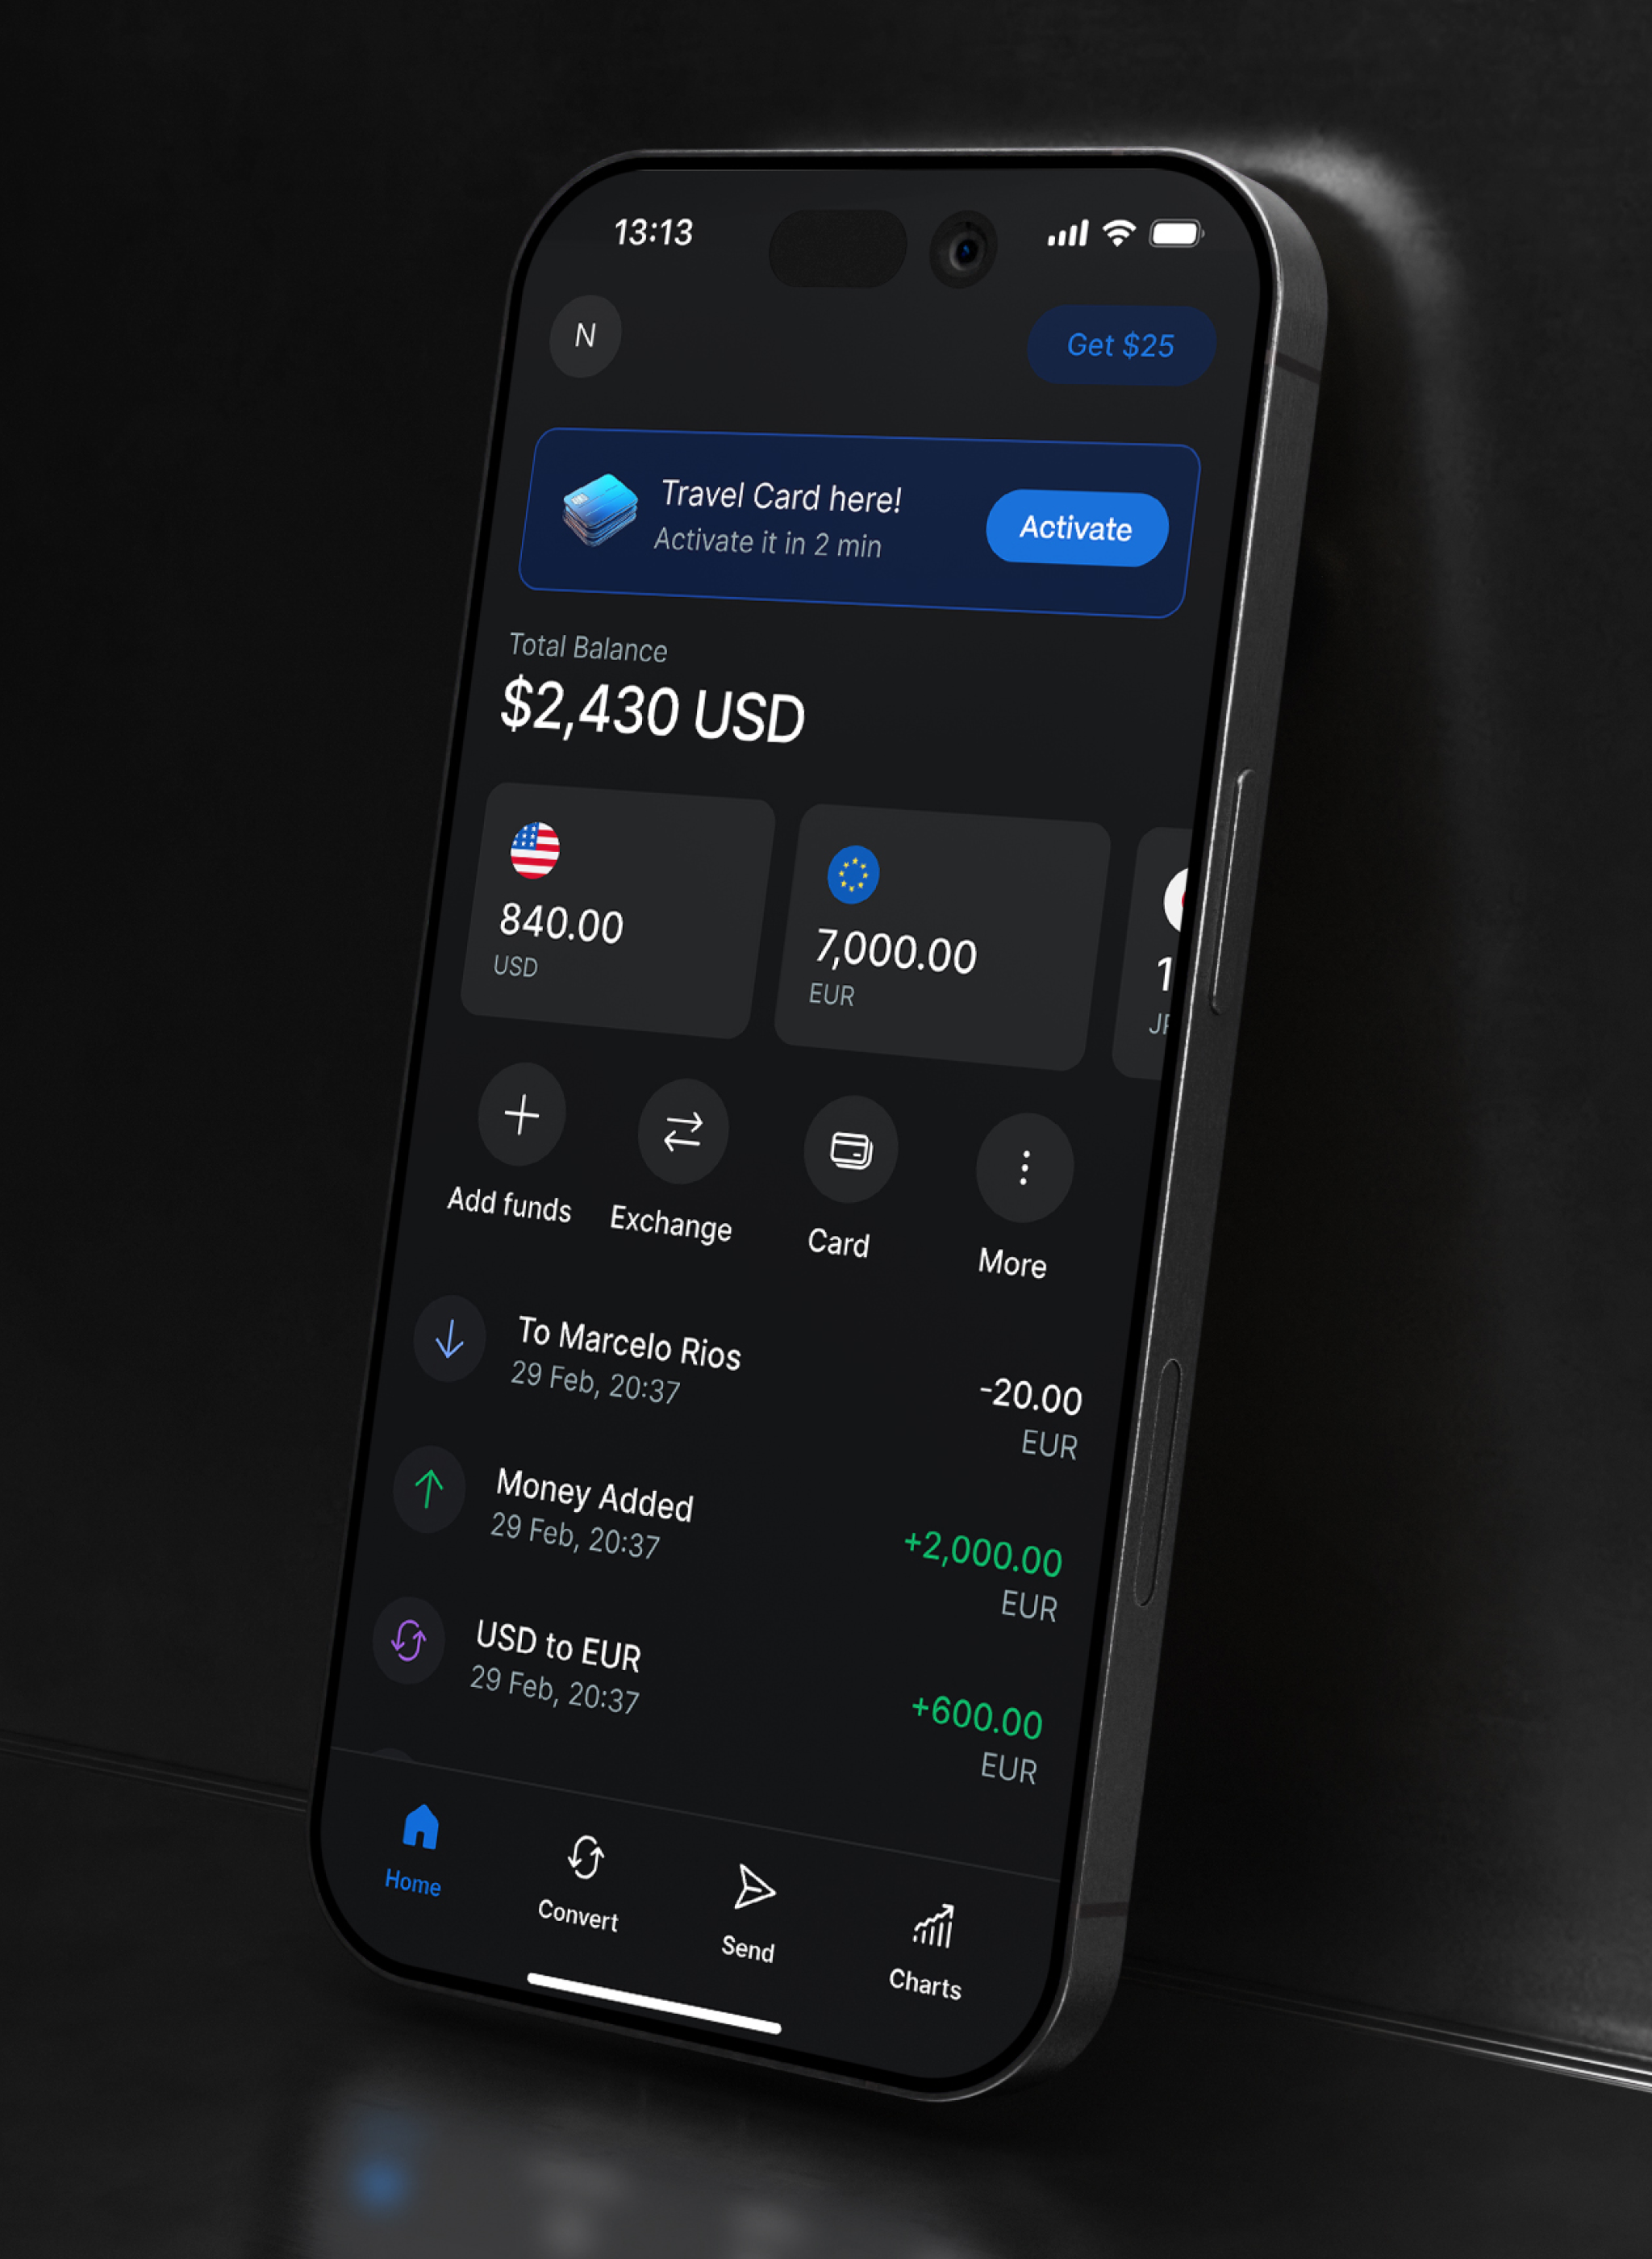 13:13
N
Get $25
Travel Card here!
Activate it in 2 min
Activate
Total Balance
$2,430 USD
840.00
USD
7,000.00
EUR
1
Add funds
Exchange
Card
More
To Marcelo Rios
29 Feb, 20:37
-20.00
EUR
Money Added
29 Feb, 20:37
+2,000.00
EUR
USD to EUR
29 Feb, 20:37
+600.00
EUR
Home
Convert
Send
Charts